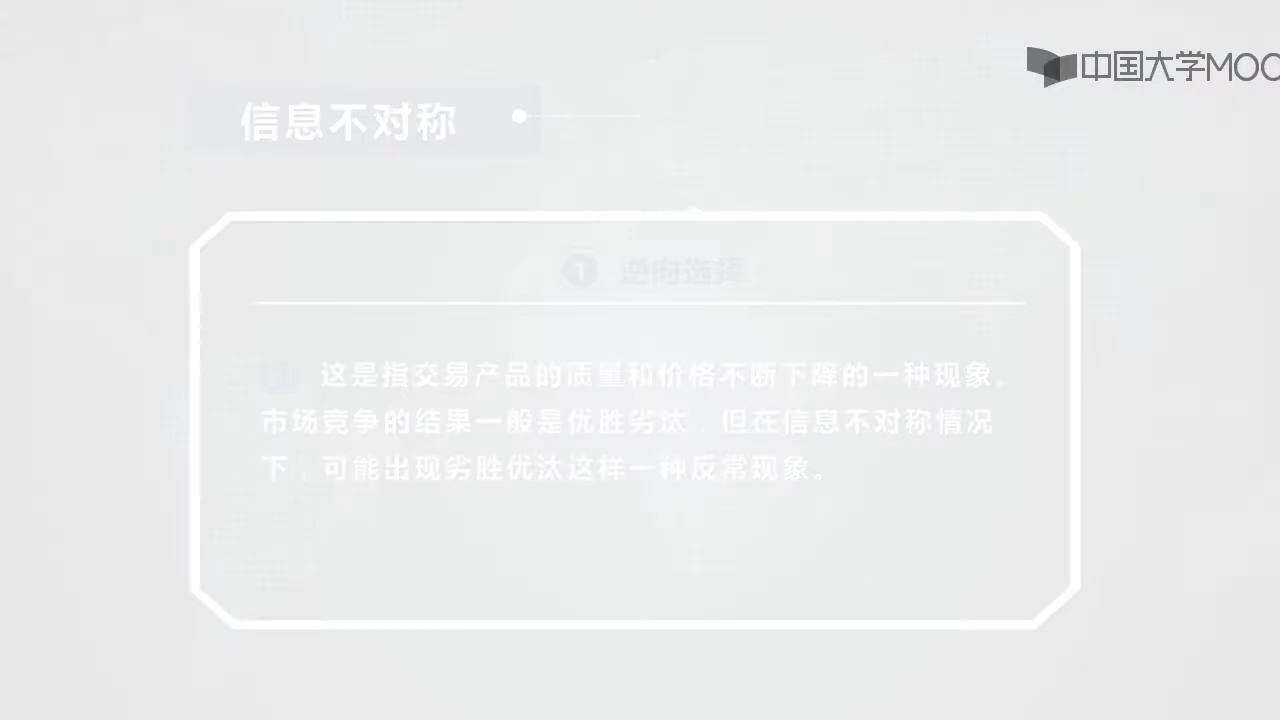 中国大学MOO
信息不对称
1 逆向选择
这是指交易产品的质量和价格不断下降的一种现象。
市场竞争的结果一般是优胜劣汰，但在信息不对称情况
下，可能出现劣胜优汰这样一种反常现象。